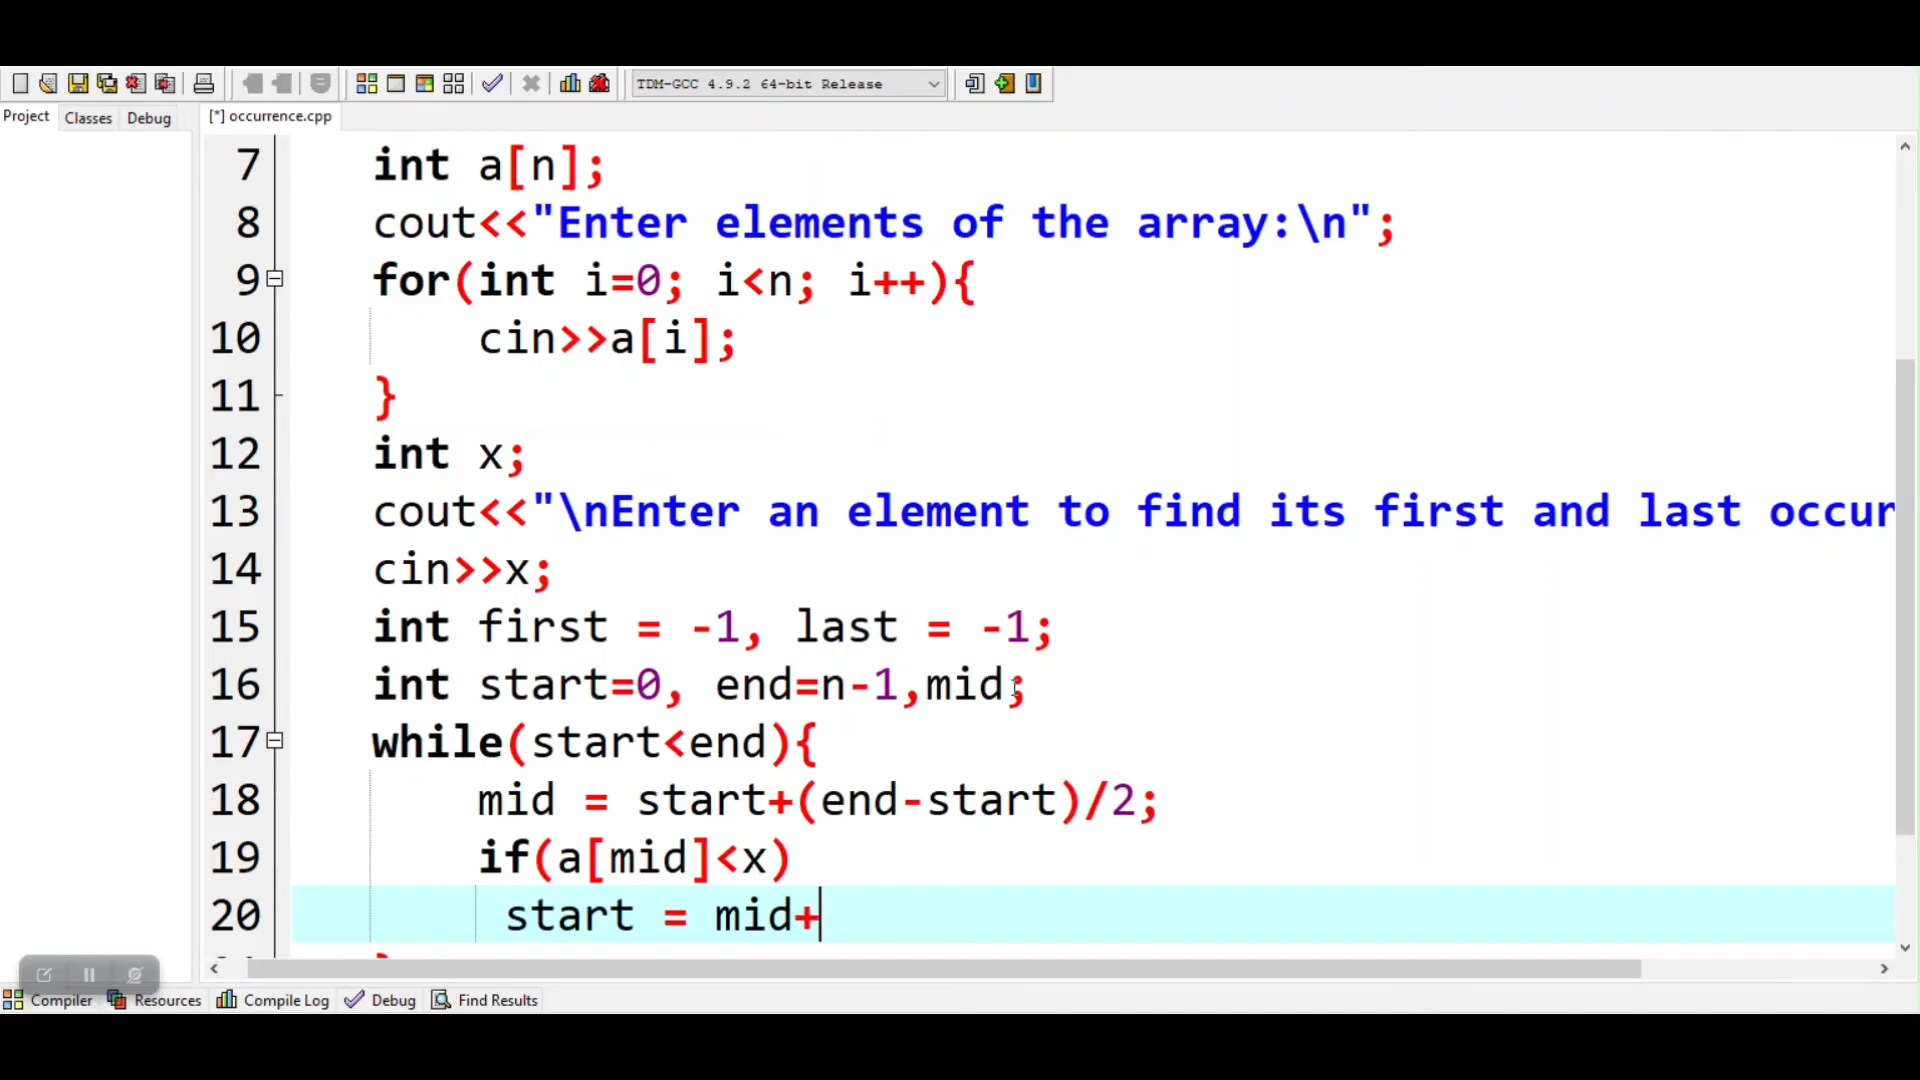 TDM-GCC 4.9.2 64-bit Release
Project Classes Debug
[*] occurrence.cpp
7 int a[n];
8 cout<<"Enter elements of the array:\n";
9 for(int i=0; i<n; i++){
10 cin>>a[i];
11 }
12 int x;
13 cout<<"\nEnter an element to find its first and last occur
14 cin>>x;
15 int first = -1, last = -1;
16 int start=0, end=n-1,mid;
17 while(start<end){
18 mid = start+(end-start)/2;
19 if(a[mid]<x)
20 start = mid+
Compiler Resources Compile Log Debug Find Results